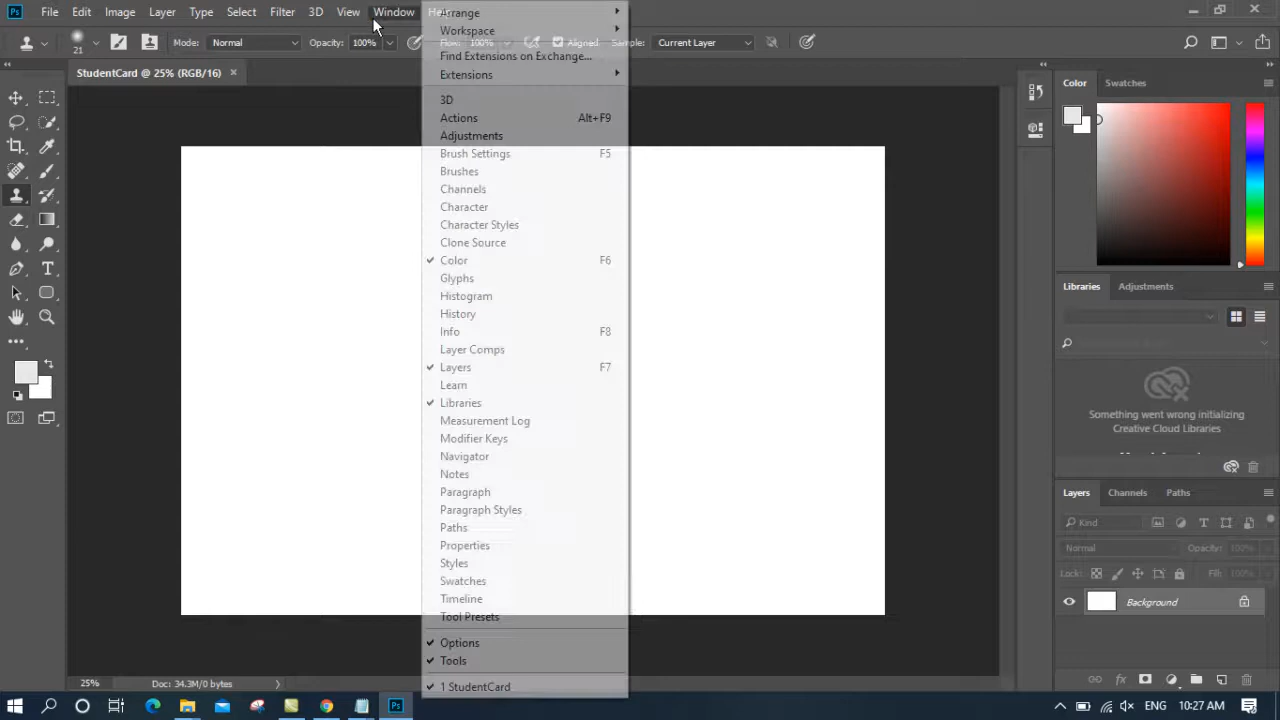 Ps File Edit Image Layer Type Select Filter 3D View Window
21 Mode: Normal Opacity: 100% Flow: 100% Aligned Sample: Current Layer
StudentCard @ 25% (RGB/16) ×
Arrange
Workspace
Find Extensions on Exchange...
Extensions
3D
Actions Alt+F9
Adjustments
Brush Settings F5
Brushes
Channels
Character
Character Styles
Clone Source
Color F6
Glyphs
Histogram
History
Info F8
Layer Comps
Layers F7
Learn
Libraries
Measurement Log
Modifier Keys
Navigator
Notes
Paragraph
Paragraph Styles
Paths
Properties
Styles
Swatches
Timeline
Tool Presets
Options
Tools
1 StudentCard
Color Swatches
Libraries Adjustments
Something went wrong initializing
Creative Cloud Libraries
Layers Channels Paths
Kind
Normal Opacity: 100%
Lock: Fill: 100%
Background
25% Doc: 34.3M/0 bytes
Ps 10:27 AM